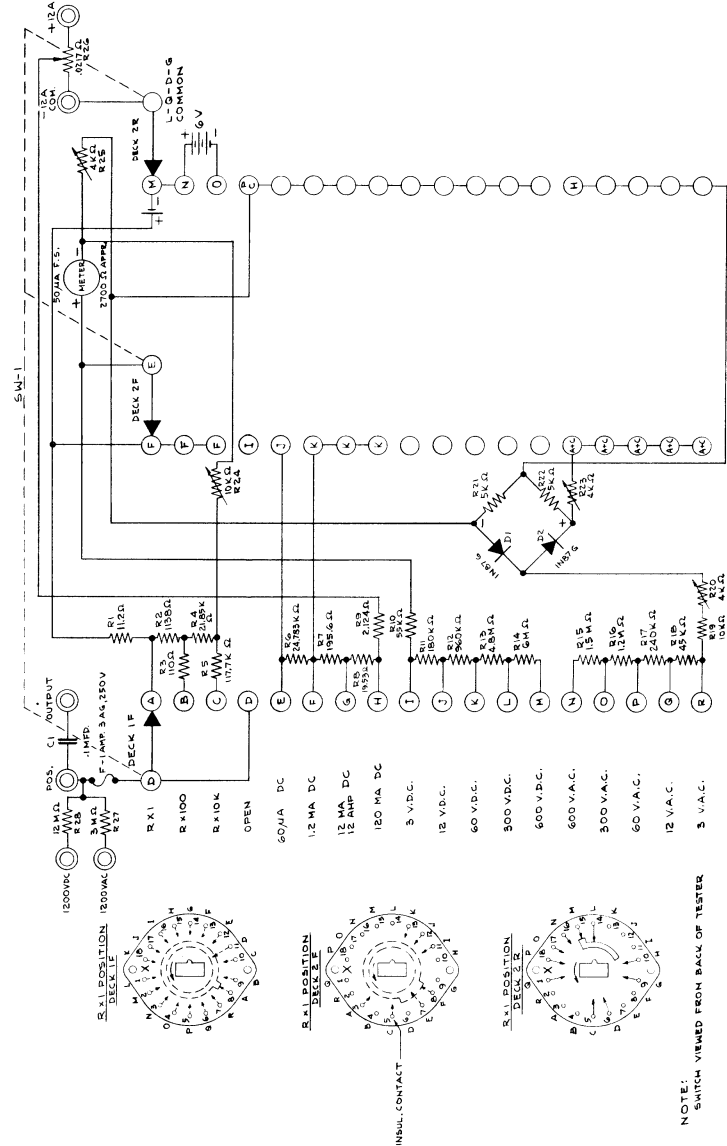 SW-1
+12A
.0217Ω
R26
-12A
COM.
L-Q-D-G
COMMON
4KΩ
R25
DECK 2R
50μA F.S.
METER
+
-
2700Ω APPR.
M
+
-
N
O
+
6V
-
P
C
H
E
DECK 2F
F
F
F
I
J
K
K
K
A+C
A+C
A+C
A+C
A+C
10KΩ
R24
R21
5KΩ
R22
5KΩ
R23
4KΩ
-
+
D1
1N87G
D2
1N87G
R20
4KΩ
R19
10KΩ
R1
11.2Ω
R2
1138Ω
R3
110Ω
R4
21.85K
Ω
R5
117.7K
Ω
R6
24.783KΩ
R7
195.6Ω
R8
19.53Ω
R9
2.124Ω
R10
55KΩ
R11
180KΩ
R12
960KΩ
R13
4.8MΩ
R14
6MΩ
R15
1.5MΩ
R16
1.2MΩ
R17
240KΩ
R18
45KΩ
OUTPUT
C1
.1MFD.
POS.
F-1 AMP. 3AG, 250V
12MΩ
R28
3MΩ
R27
1200VDC
1200VAC
D
DECK 1F
A
B
C
D
E
F
G
H
I
J
K
L
M
N
O
P
Q
R
R X 1
R X 100
R X 10K
OPEN
60μA DC
1.2 MA DC
12 MA DC
12 AMP DC
120 MA DC
3 V.D.C.
12 V.D.C.
60 V.D.C.
300 V.D.C.
600 V.D.C.
600 V.A.C.
300 V.A.C.
60 V.A.C.
12 V.A.C.
3 V.A.C.
R X 1 POSITION
DECK 1F
R X 1 POSITION
DECK 2F
INSUL. CONTACT
R X 1 POSITION
DECK 2R
NOTE:
SWITCH VIEWED FROM BACK OF TESTER